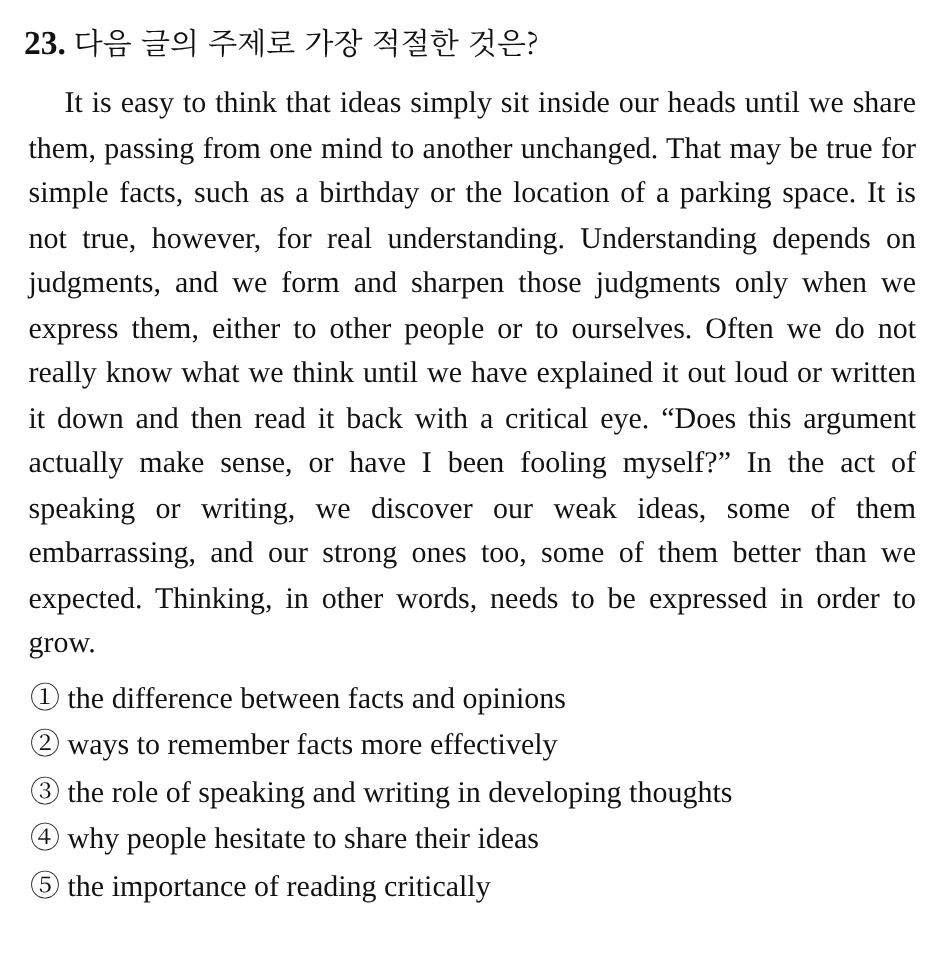 23. 다음 글의 주제로 가장 적절한 것은?
It is easy to think that ideas simply sit inside our heads until we share
them, passing from one mind to another unchanged. That may be true for
simple facts, such as a birthday or the location of a parking space. It is
not true, however, for real understanding. Understanding depends on
judgments, and we form and sharpen those judgments only when we
express them, either to other people or to ourselves. Often we do not
really know what we think until we have explained it out loud or written
it down and then read it back with a critical eye. “Does this argument
actually make sense, or have I been fooling myself?” In the act of
speaking or writing, we discover our weak ideas, some of them
embarrassing, and our strong ones too, some of them better than we
expected. Thinking, in other words, needs to be expressed in order to
grow.
① the difference between facts and opinions
② ways to remember facts more effectively
③ the role of speaking and writing in developing thoughts
④ why people hesitate to share their ideas
⑤ the importance of reading critically